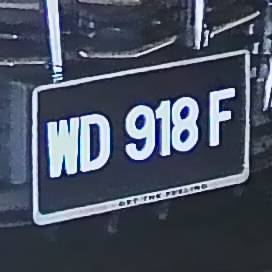 WD 918 F
GET THE FEELING